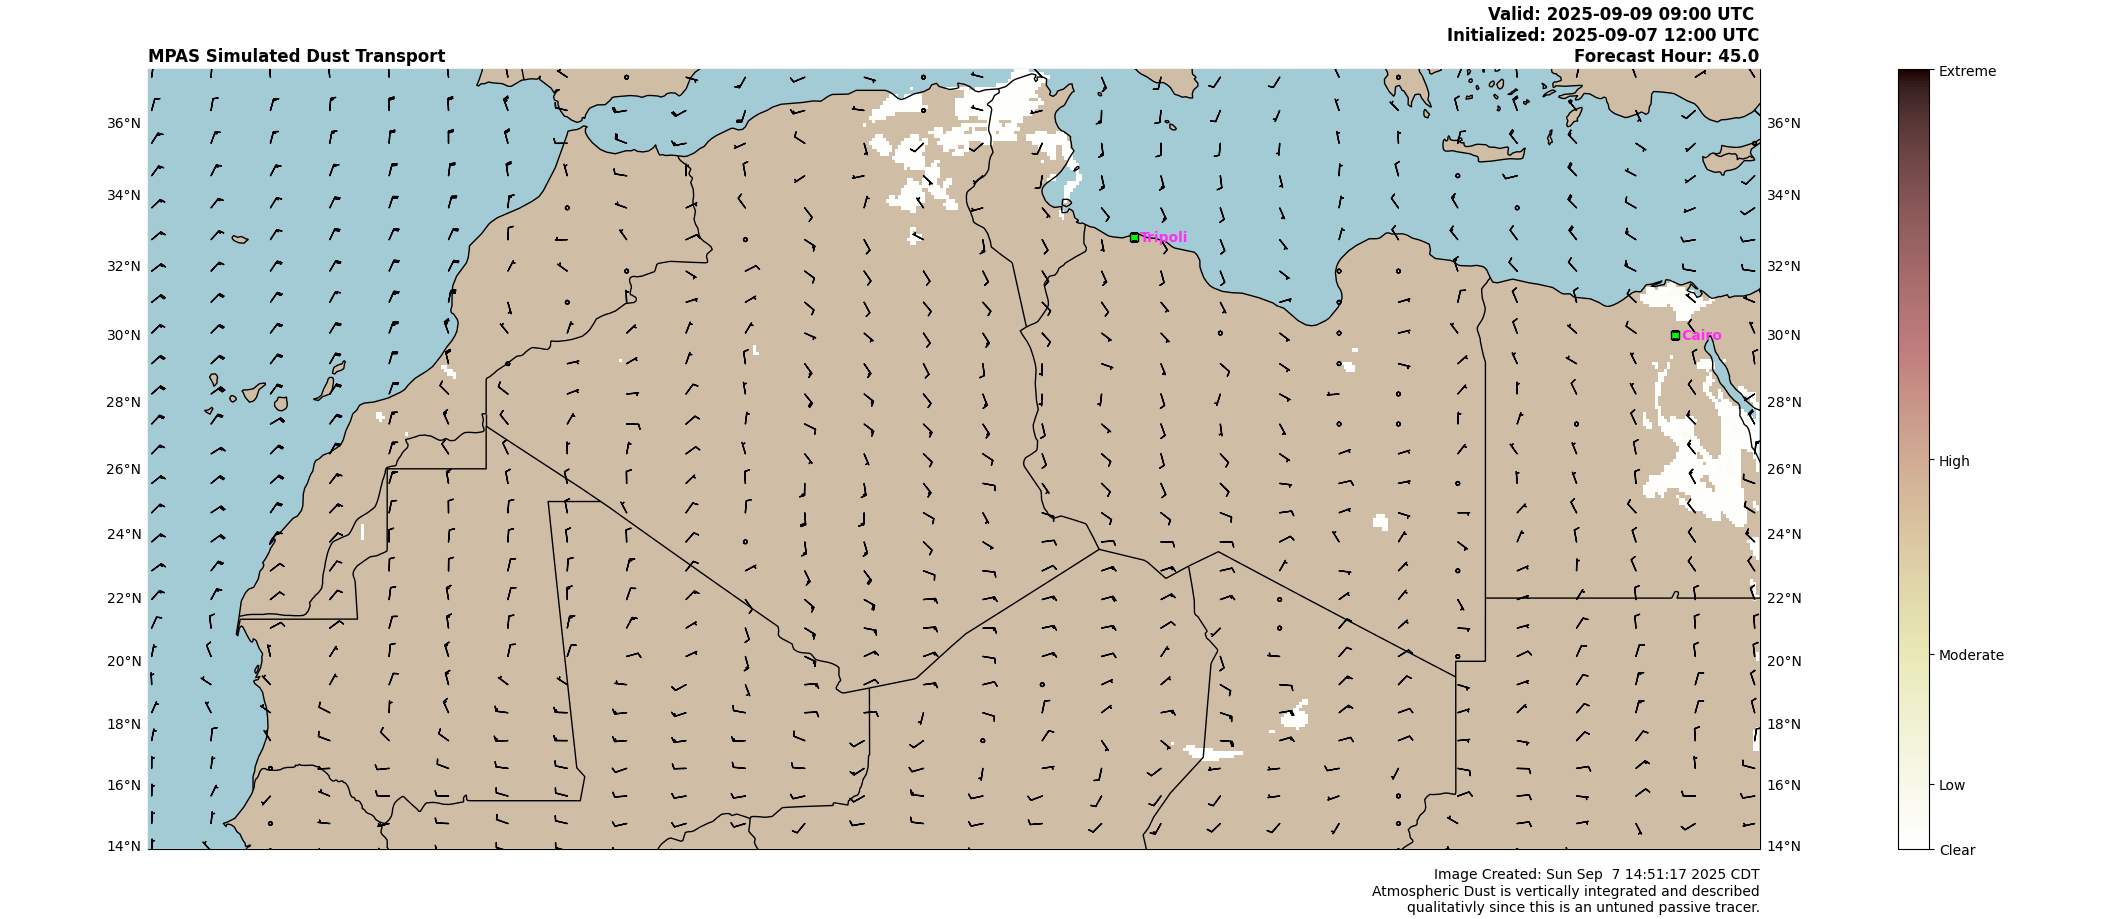 Valid: 2025-09-09 09:00 UTC
Initialized: 2025-09-07 12:00 UTC
MPAS Simulated Dust Transport
Forecast Hour: 45.0
Extreme
36°N
36°N
34°N
34°N
Tripoli
32°N
32°N
30°N
Cairo
30°N
28°N
28°N
26°N
26°N
High
24°N
24°N
22°N
22°N
20°N
20°N
Moderate
18°N
18°N
16°N
16°N
Low
14°N
14°N
Clear
Image Created: Sun Sep  7 14:51:17 2025 CDT
Atmospheric Dust is vertically integrated and described
qualitativly since this is an untuned passive tracer.